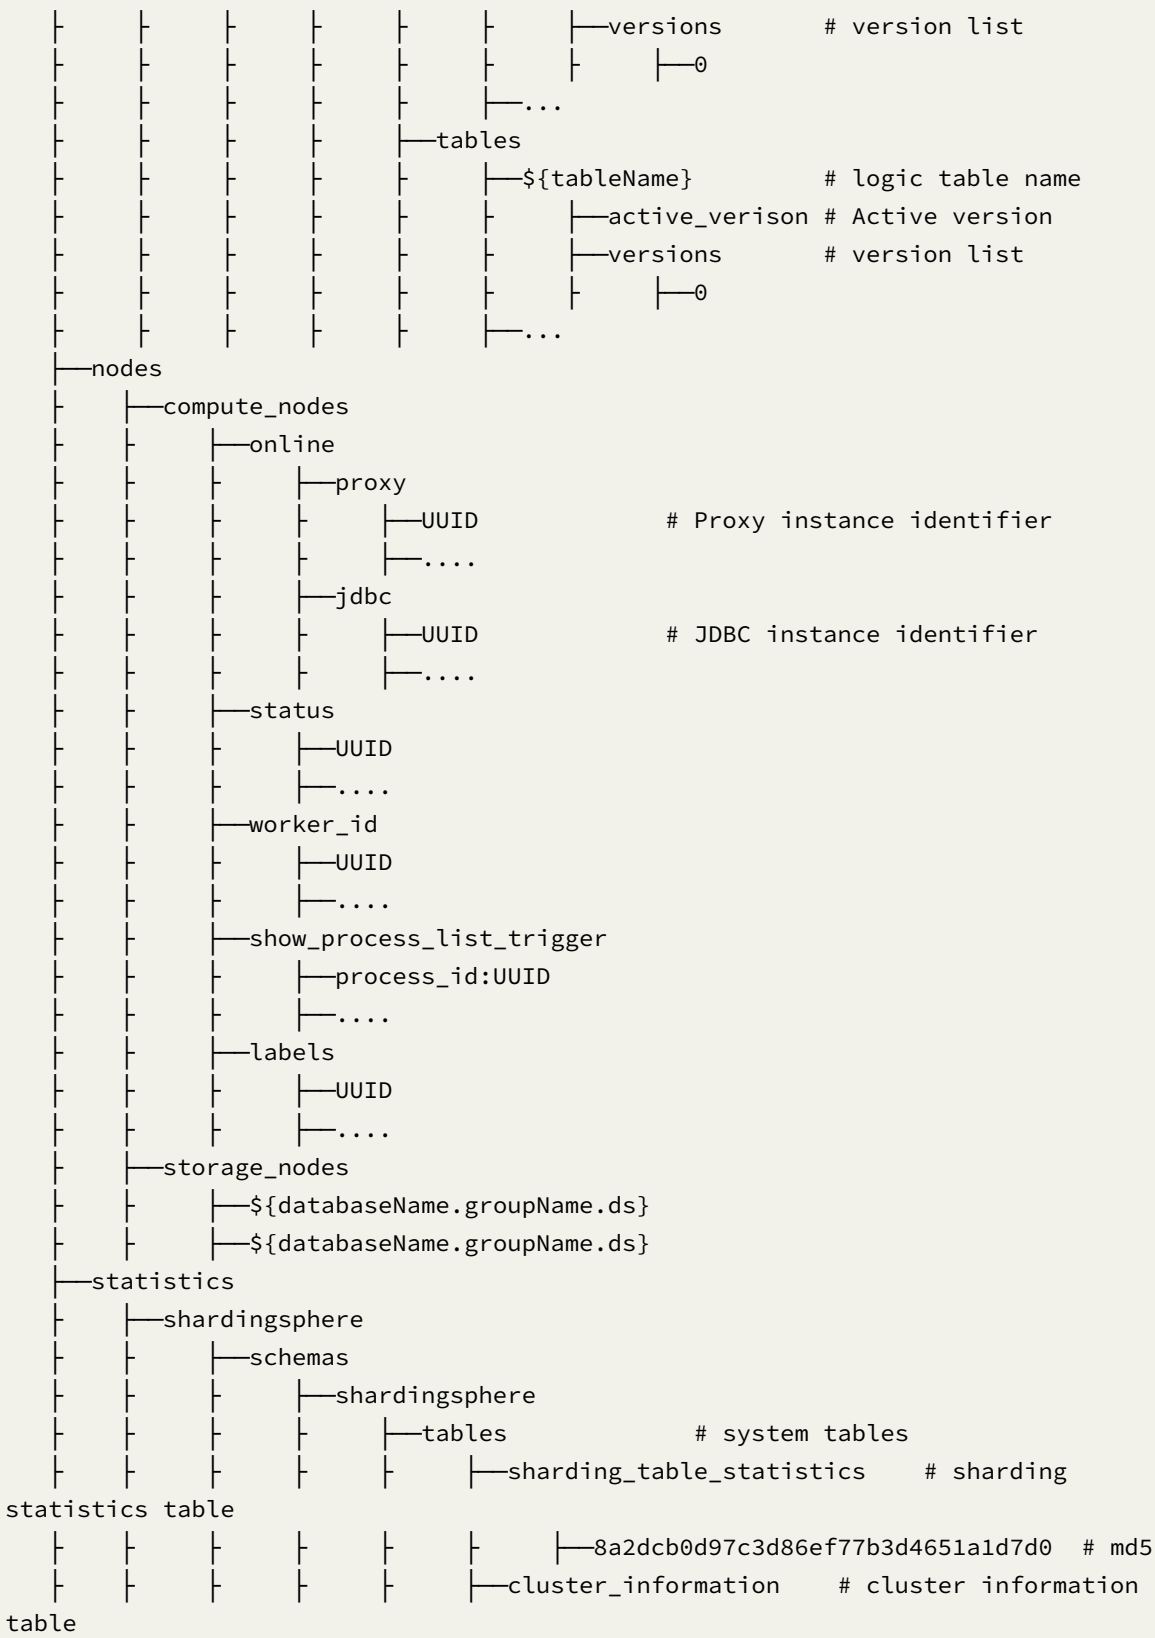 ├      ├      ├      ├      ├      ├      ├──versions       # version list
├      ├      ├      ├      ├      ├      ├      ├──0
├      ├      ├      ├      ├      ├──...
├      ├      ├      ├      ├──tables
├      ├      ├      ├      ├      ├──${tableName}         # logic table name
├      ├      ├      ├      ├      ├      ├──active_verison # Active version
├      ├      ├      ├      ├      ├      ├──versions       # version list
├      ├      ├      ├      ├      ├      ├      ├──0
├      ├      ├      ├      ├      ├──...
├──nodes
├      ├──compute_nodes
├      ├      ├──online
├      ├      ├      ├──proxy
├      ├      ├      ├      ├──UUID             # Proxy instance identifier
├      ├      ├      ├      ├──....
├      ├      ├      ├──jdbc
├      ├      ├      ├      ├──UUID             # JDBC instance identifier
├      ├      ├      ├      ├──....
├      ├      ├──status
├      ├      ├      ├──UUID
├      ├      ├      ├──....
├      ├      ├──worker_id
├      ├      ├      ├──UUID
├      ├      ├      ├──....
├      ├      ├──show_process_list_trigger
├      ├      ├      ├──process_id:UUID
├      ├      ├      ├──....
├      ├      ├──labels
├      ├      ├      ├──UUID
├      ├      ├      ├──....
├      ├──storage_nodes
├      ├      ├──${databaseName.groupName.ds}
├      ├      ├──${databaseName.groupName.ds}
├──statistics
├      ├──shardingsphere
├      ├      ├──schemas
├      ├      ├      ├──shardingsphere
├      ├      ├      ├      ├──tables             # system tables
├      ├      ├      ├      ├      ├──sharding_table_statistics    # sharding
statistics table
├      ├      ├      ├      ├      ├      ├──8a2dcb0d97c3d86ef77b3d4651a1d7d0  # md5
├      ├      ├      ├      ├      ├──cluster_information    # cluster information
table